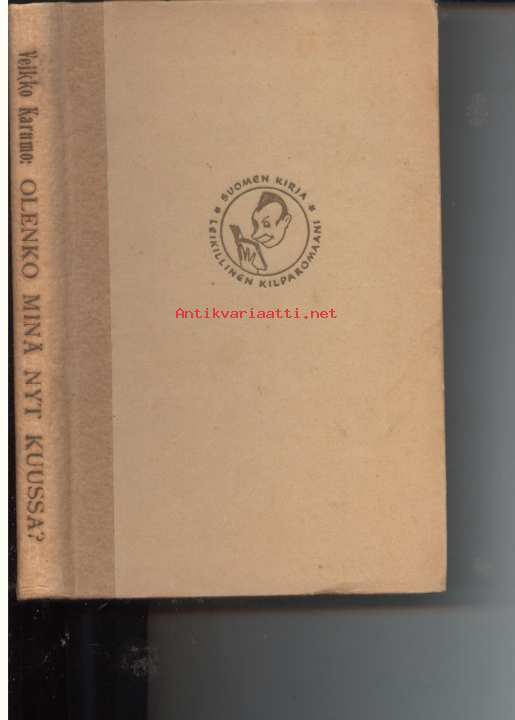 Veikko Karumo: OLENKO MINÄ NYT KUUSSA?
* SUOMEN KIRJA *
LEIKILLINEN KILPAROMAANI
Antikvariaatti.net